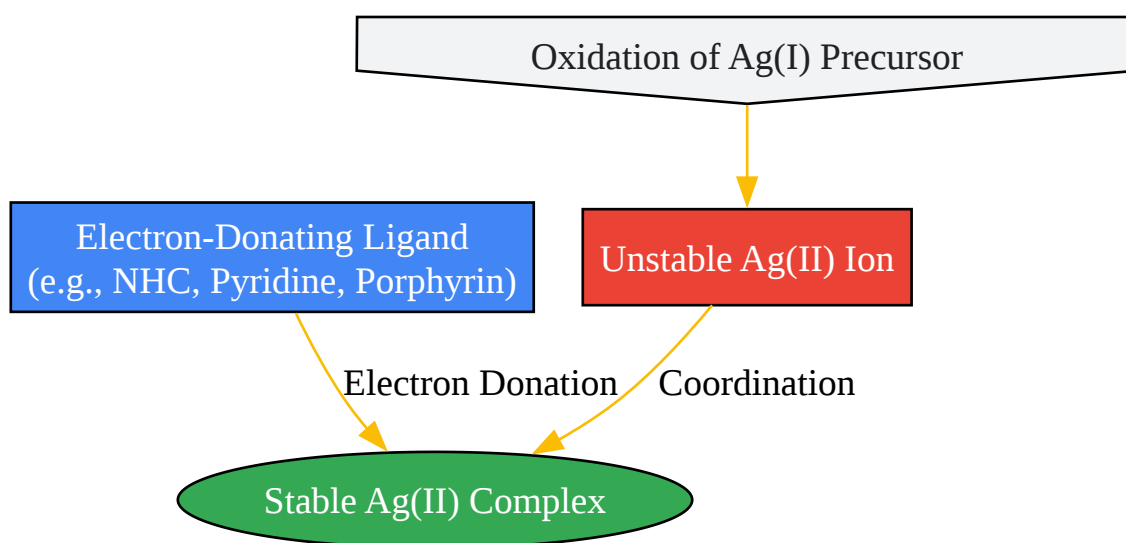 Oxidation of Ag(I) Precursor
Electron-Donating Ligand
(e.g., NHC, Pyridine, Porphyrin)
Unstable Ag(II) Ion
Electron Donation
Coordination
Stable Ag(II) Complex